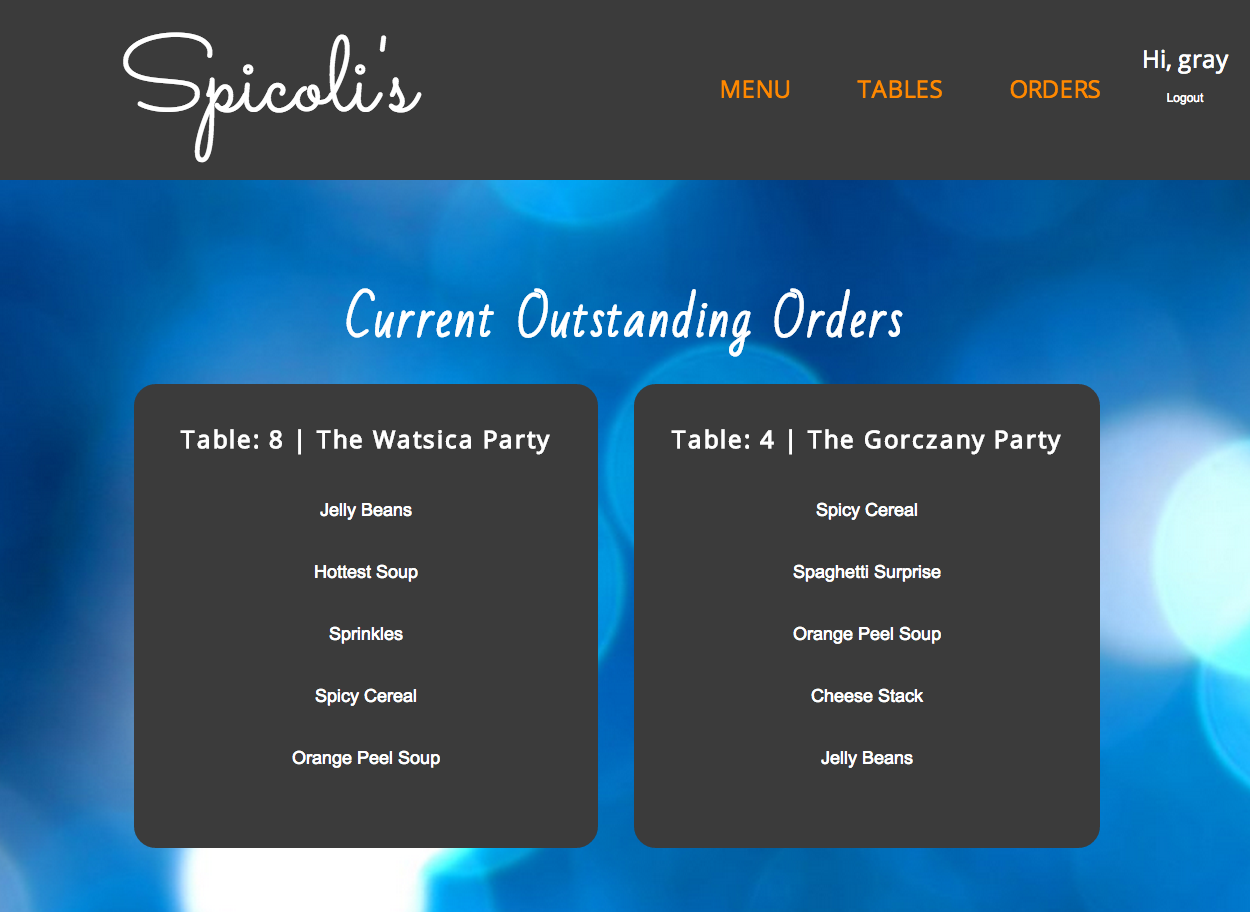 Spicoli's
MENU TABLES ORDERS
Hi, gray
Logout
Current Outstanding Orders
Table: 8 | The Watsica Party
Jelly Beans
Hottest Soup
Sprinkles
Spicy Cereal
Orange Peel Soup
Table: 4 | The Gorczany Party
Spicy Cereal
Spaghetti Surprise
Orange Peel Soup
Cheese Stack
Jelly Beans